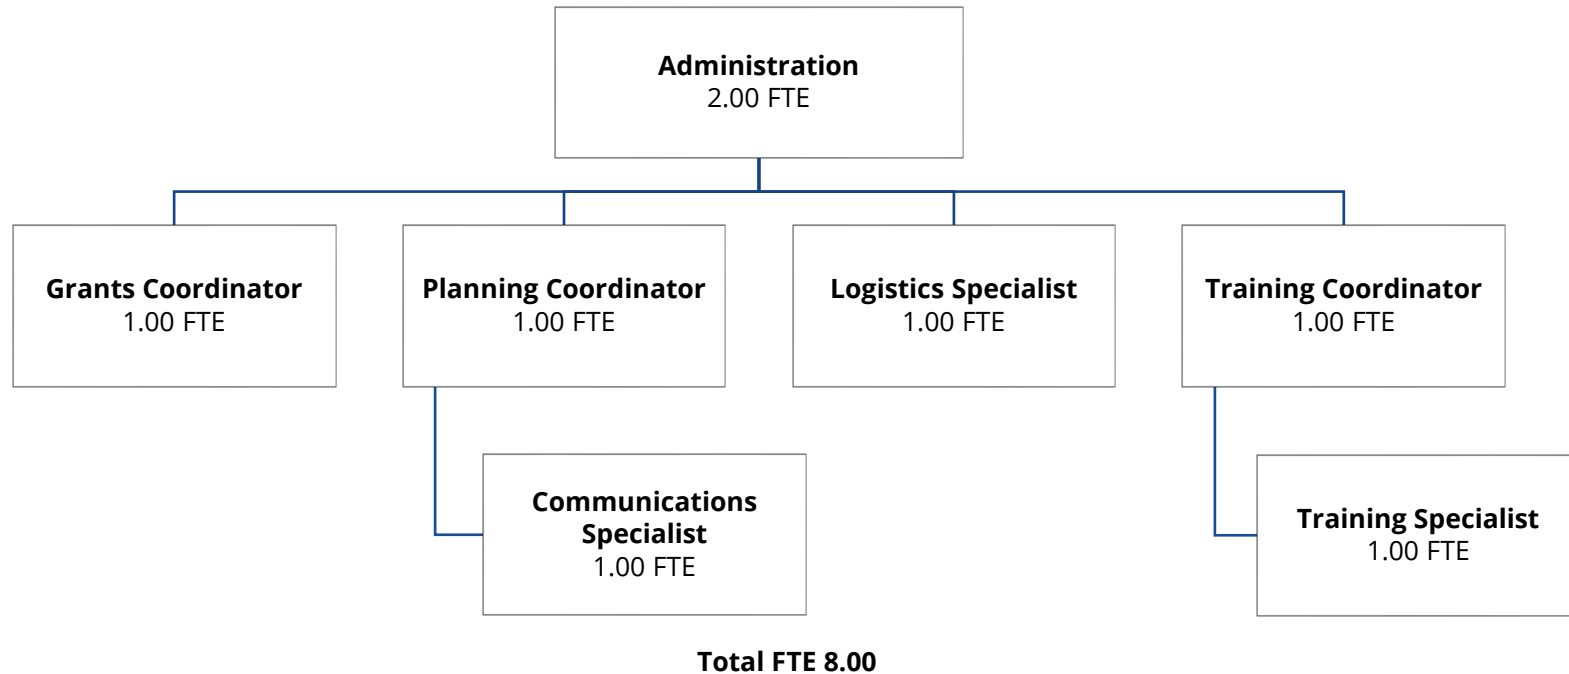 Administration
2.00 FTE
Grants Coordinator
1.00 FTE
Planning Coordinator
1.00 FTE
Logistics Specialist
1.00 FTE
Training Coordinator
1.00 FTE
Communications
Specialist
1.00 FTE
Training Specialist
1.00 FTE
Total FTE 8.00